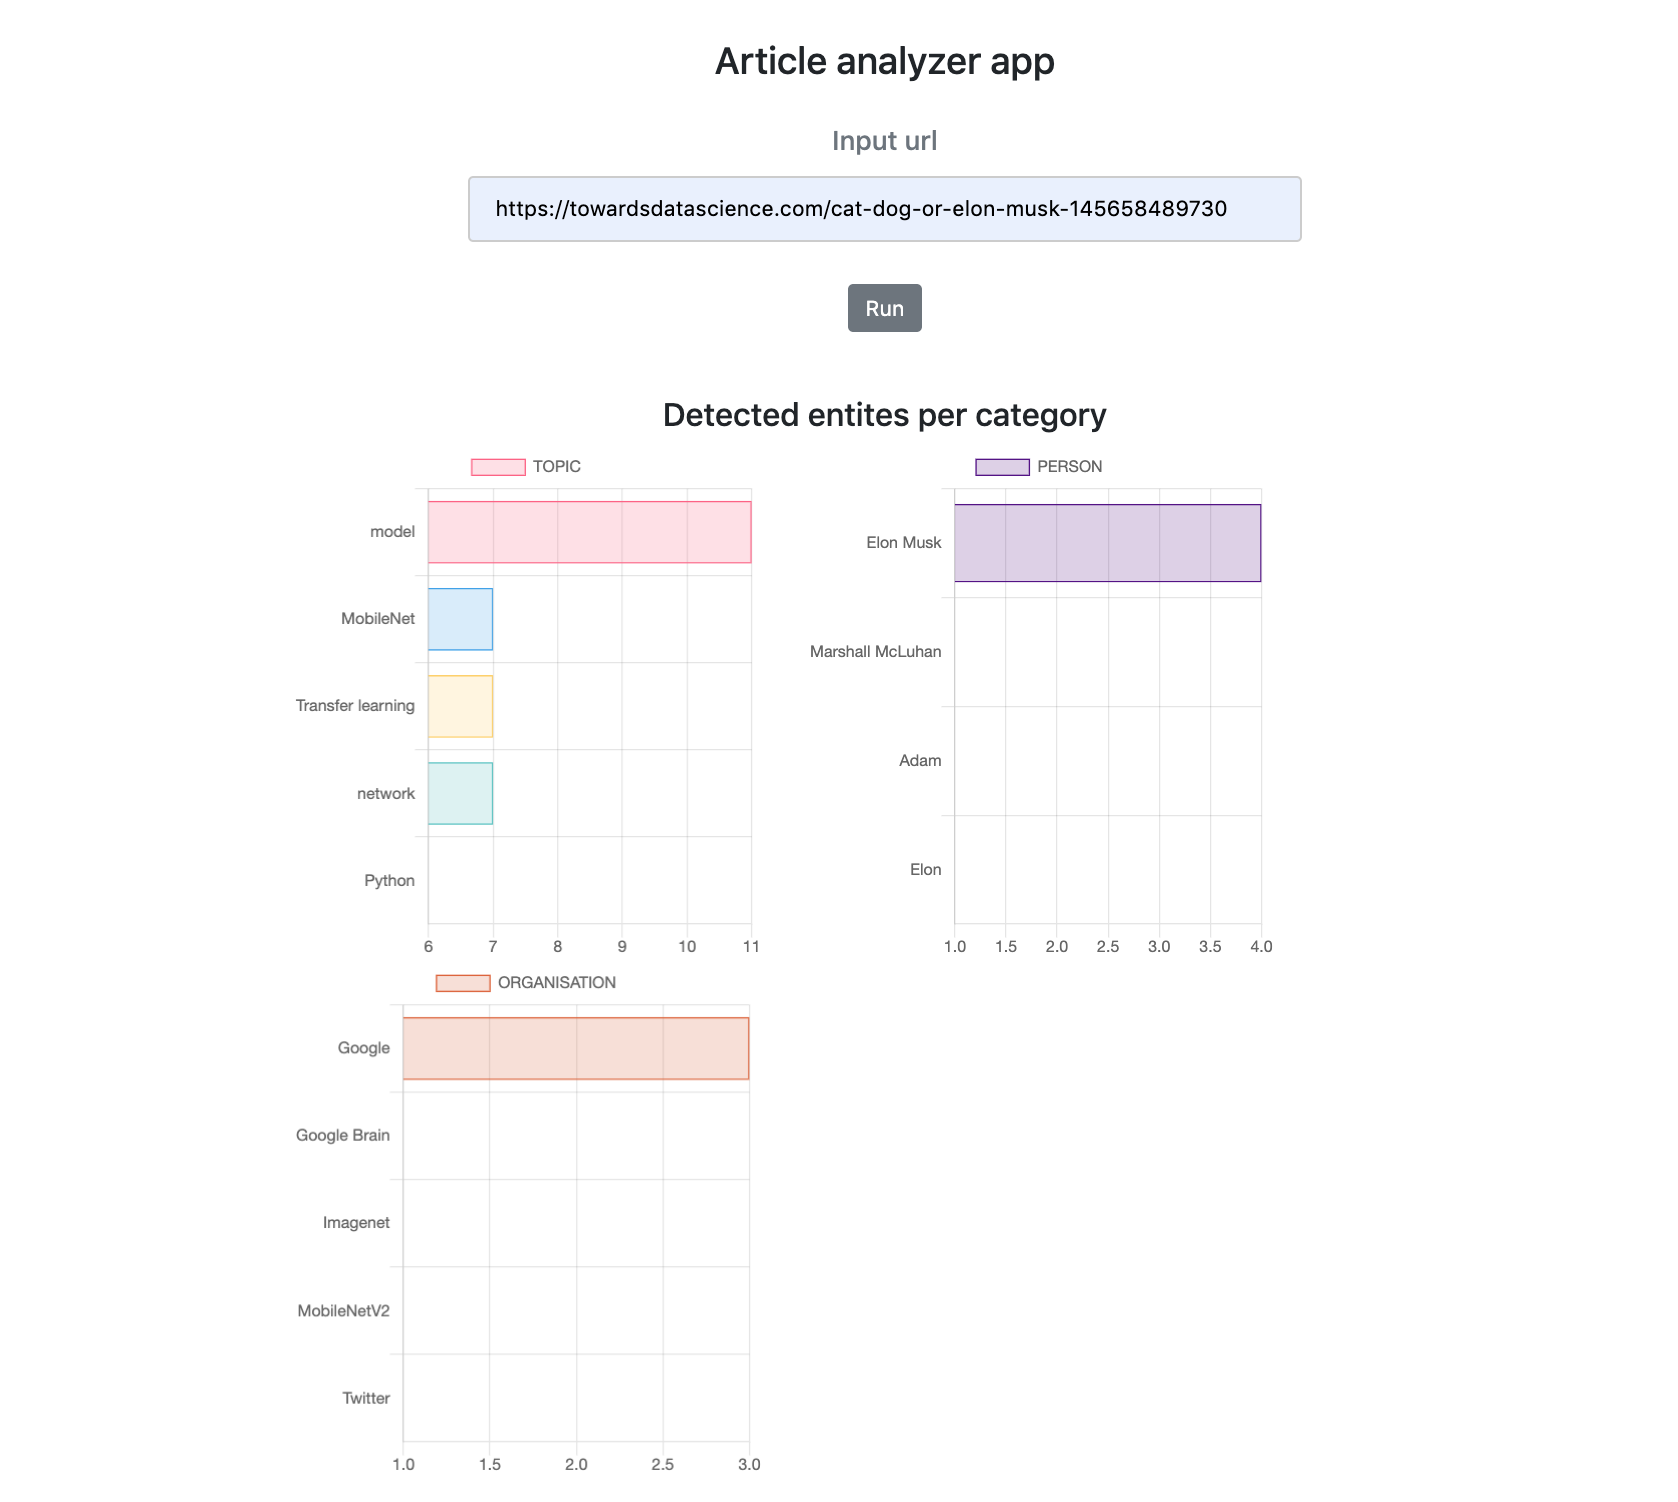 Article analyzer app
Input url
https://towardsdatascience.com/cat-dog-or-elon-musk-145658489730
Run
Detected entites per category
TOPIC
model
MobileNet
Transfer learning
network
Python
6 7 8 9 10 11
PERSON
Elon Musk
Marshall McLuhan
Adam
Elon
1.0 1.5 2.0 2.5 3.0 3.5 4.0
ORGANISATION
Google
Google Brain
Imagenet
MobileNetV2
Twitter
1.0 1.5 2.0 2.5 3.0